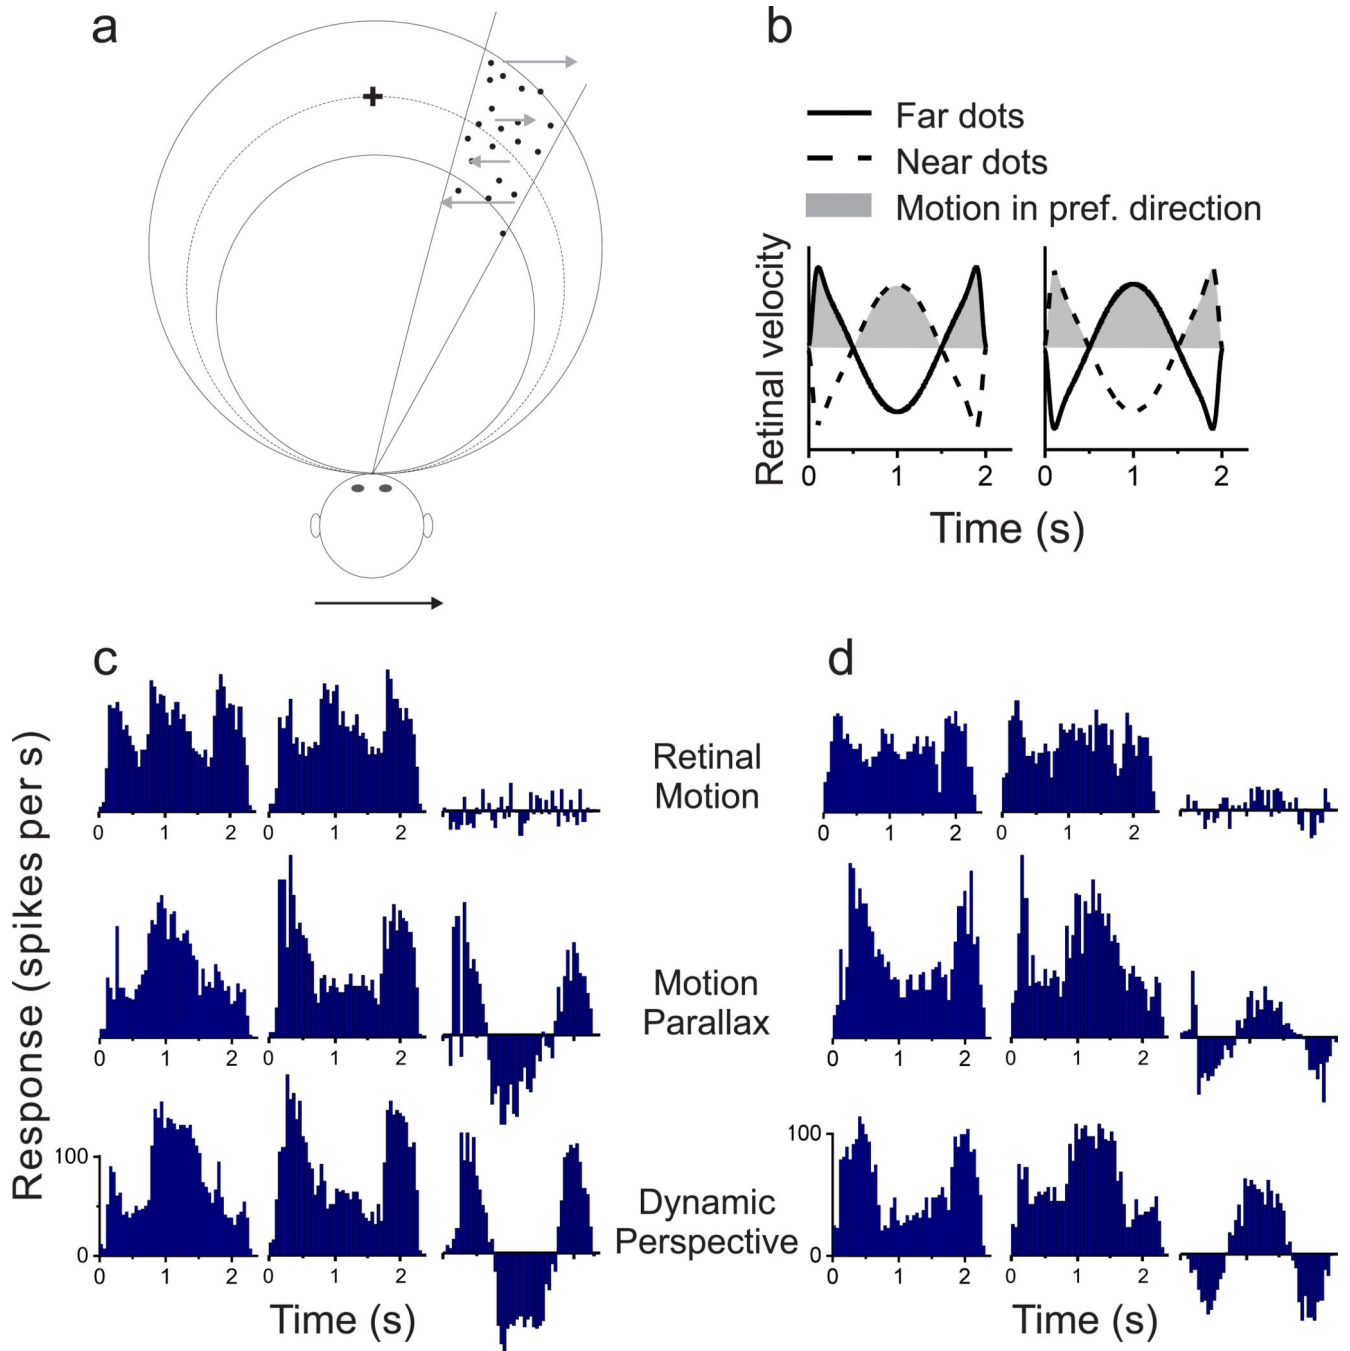 a
b
Far dots
Near dots
Motion in pref. direction
Retinal velocity
0 1 2 0 1 2
Time (s)
c
d
Response (spikes per s)
Retinal
Motion
0 1 2 0 1 2 0 1 2 0 1 2
Motion
Parallax
0 1 2 0 1 2 0 1 2 0 1 2
100
0
100
0
Dynamic
Perspective
0 1 2 0 1 2 0 1 2 0 1 2
Time (s)
Time (s)